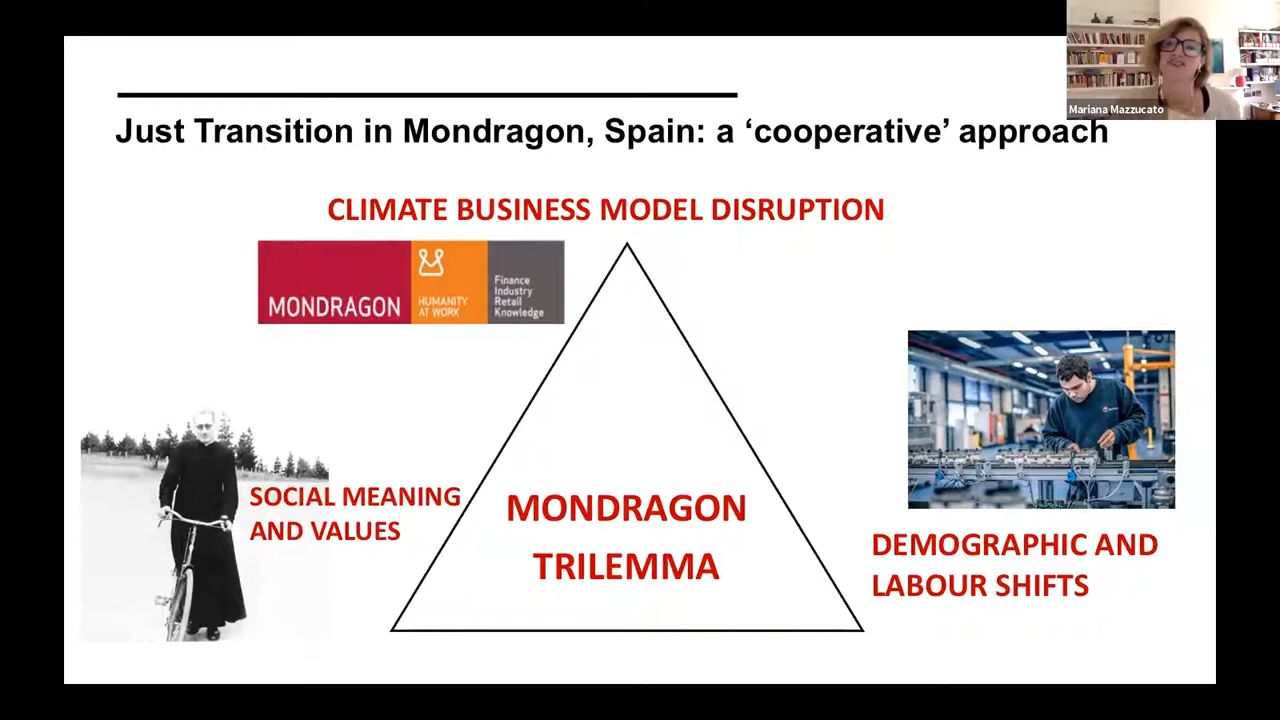 Mariana Mazzucato
Just Transition in Mondragon, Spain: a ‘cooperative’ approach
CLIMATE BUSINESS MODEL DISRUPTION
MONDRAGON
HUMANITY
AT WORK
Finance
Industry
Retail
Knowledge
SOCIAL MEANING
AND VALUES
MONDRAGON
TRILEMMA
DEMOGRAPHIC AND
LABOUR SHIFTS